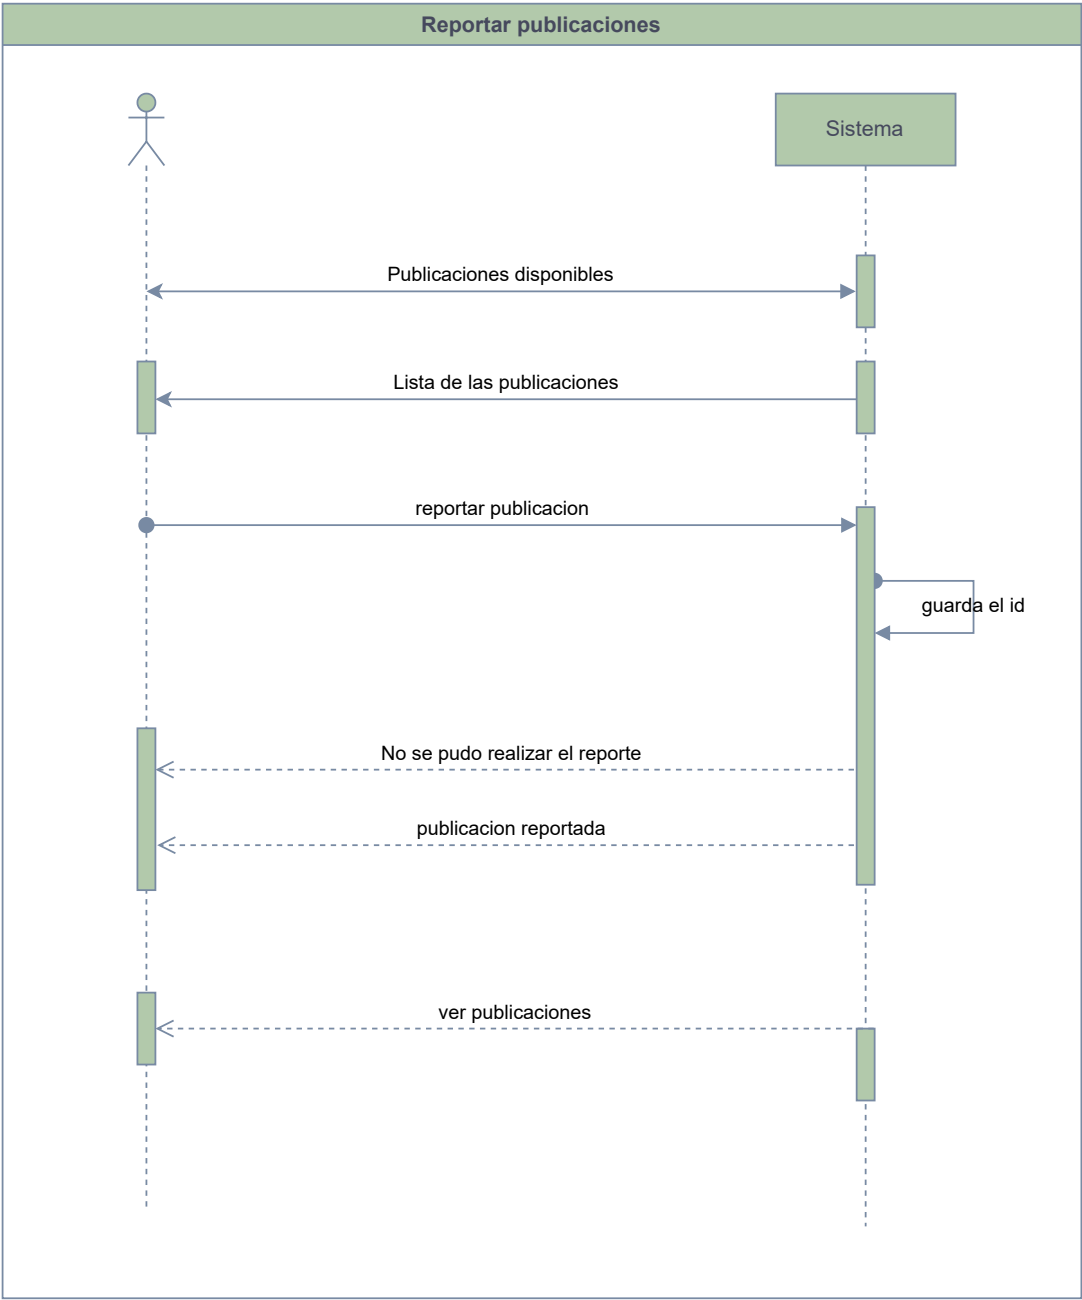 Reportar publicaciones
Sistema
Publicaciones disponibles
Lista de las publicaciones
reportar publicacion
guarda el id
No se pudo realizar el reporte
publicacion reportada
ver publicaciones